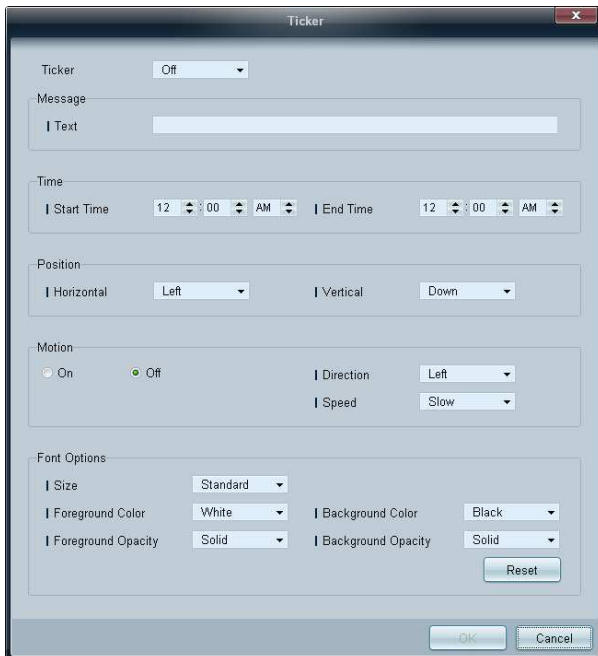 Ticker
Ticker Off
Message
Text
Time
Start Time 12 : 00 AM End Time 12 : 00 AM
Position
Horizontal Left Vertical Down
Motion
On Off Direction Left
Speed Slow
Font Options
Size Standard
Foreground Color White Background Color Black
Foreground Opacity Solid Background Opacity Solid
Reset
OK Cancel